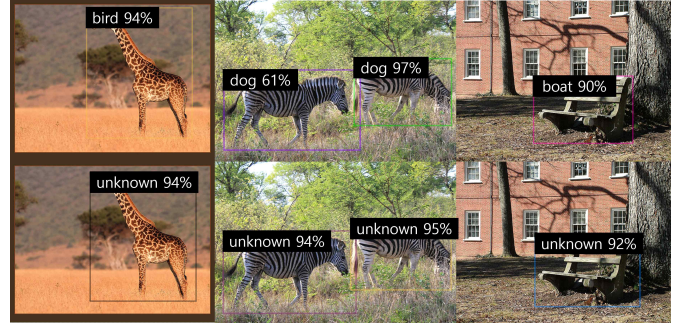 bird 94%
dog 61%
dog 97%
boat 90%
unknown 94%
unknown 94%
unknown 95%
unknown 92%